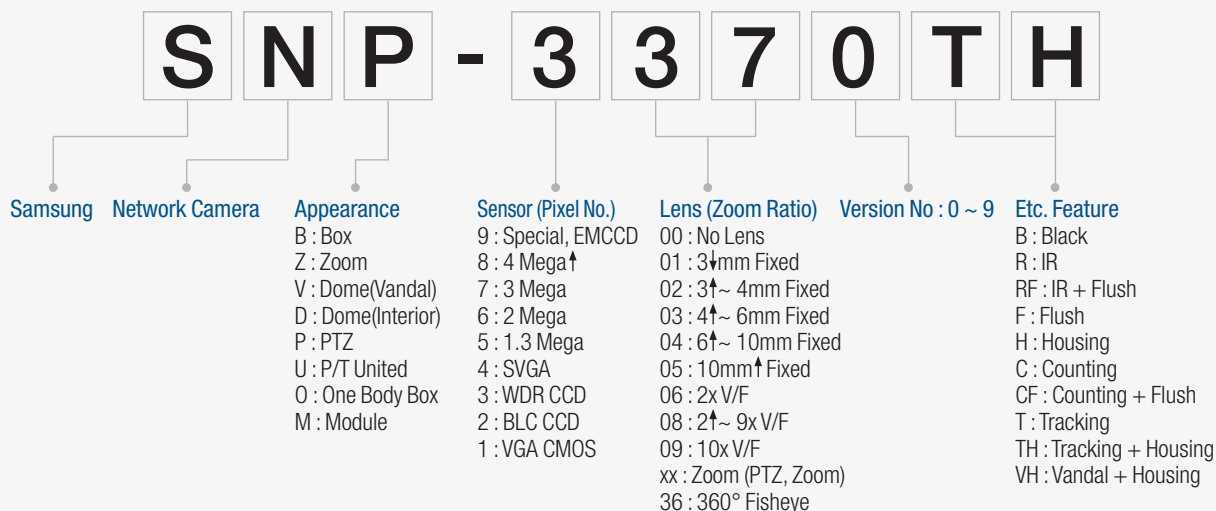 SNP-3370TH
Samsung
Network Camera
Appearance
B : Box
Z : Zoom
V : Dome(Vandal)
D : Dome(Interior)
P : PTZ
U : P/T United
O : One Body Box
M : Module
Sensor (Pixel No.)
9 : Special, EMCCD
8 : 4 Mega↑
7 : 3 Mega
6 : 2 Mega
5 : 1.3 Mega
4 : SVGA
3 : WDR CCD
2 : BLC CCD
1 : VGA CMOS
Lens (Zoom Ratio)
00 : No Lens
01 : 3↓mm Fixed
02 : 3↑~ 4mm Fixed
03 : 4↑~ 6mm Fixed
04 : 6↑~ 10mm Fixed
05 : 10mm↑ Fixed
06 : 2x V/F
08 : 2↑~ 9x V/F
09 : 10x V/F
xx : Zoom (PTZ, Zoom)
36 : 360° Fisheye
Version No : 0 ~ 9
Etc. Feature
B : Black
R : IR
RF : IR + Flush
F : Flush
H : Housing
C : Counting
CF : Counting + Flush
T : Tracking
TH : Tracking + Housing
VH : Vandal + Housing